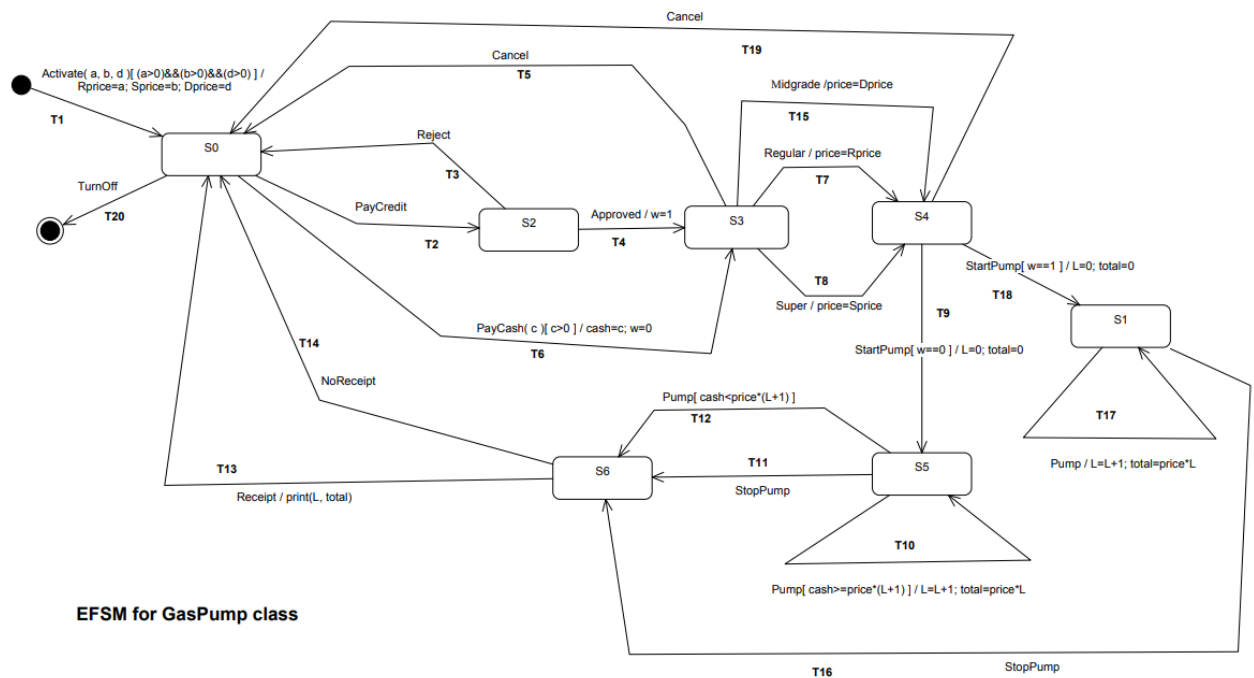 Cancel
T19
Cancel
T5
Activate( a, b, d )[ (a>0)&&(b>0)&&(d>0) ] /
Rprice=a; Sprice=b; Dprice=d
T1
Midgrade /price=Dprice
T15
S0
Reject
T3
Regular / price=Rprice
T7
TurnOff
T20
PayCredit
T2
S2
Approved / w=1
T4
S3
S4
T8
Super / price=Sprice
StartPump[ w==1 ] / L=0; total=0
T18
T9
S1
PayCash( c )[ c>0 ] / cash=c; w=0
T6
T14
StartPump[ w==0 ] / L=0; total=0
NoReceipt
Pump[ cash<price*(L+1) ]
T12
T17
Pump / L=L+1; total=price*L
T13
Receipt / print(L, total)
S6
T11
StopPump
S5
T10
Pump[ cash>=price*(L+1) ] / L=L+1; total=price*L
EFSM for GasPump class
T16
StopPump